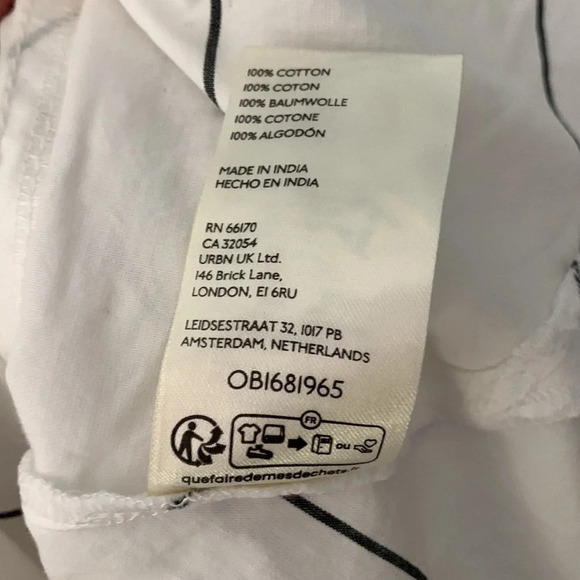 100% COTTON
100% COTON
100% BAUMWOLLE
100% COTONE
100% ALGODÓN
MADE IN INDIA
HECHO EN INDIA
RN 66170
CA 32054
URBN UK Ltd.
146 Brick Lane,
LONDON, E1 6RU
LEIDSESTRAAT 32, 1017 PB
AMSTERDAM, NETHERLANDS
OB1681965
FR
ou
quefairedemesdechets.fr